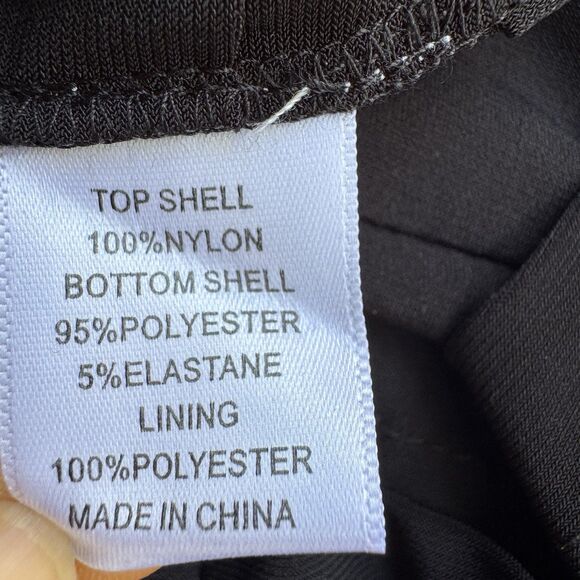 TOP SHELL
100%NYLON
BOTTOM SHELL
95%POLYESTER
5%ELASTANE
LINING
100%POLYESTER
MADE IN CHINA